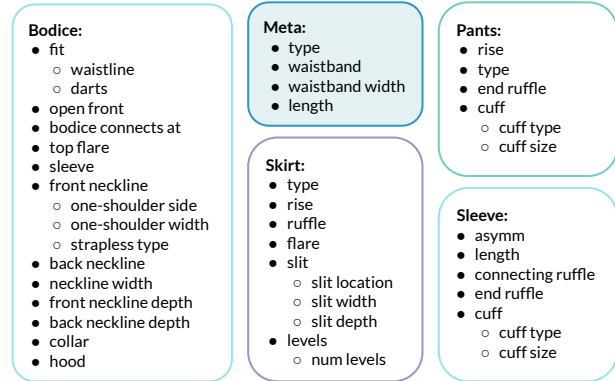 Bodice:
● fit
○ waistline
○ darts
● open front
● bodice connects at
● top flare
● sleeve
● front neckline
○ one-shoulder side
○ one-shoulder width
○ strapless type
● back neckline
● neckline width
● front neckline depth
● back neckline depth
● collar
● hood
Meta:
● type
● waistband
● waistband width
● length
Skirt:
● type
● rise
● ruffle
● flare
● slit
○ slit location
○ slit width
○ slit depth
● levels
○ num levels
Pants:
● rise
● type
● end ruffle
● cuff
○ cuff type
○ cuff size
Sleeve:
● asymm
● length
● connecting ruffle
● end ruffle
● cuff
○ cuff type
○ cuff size